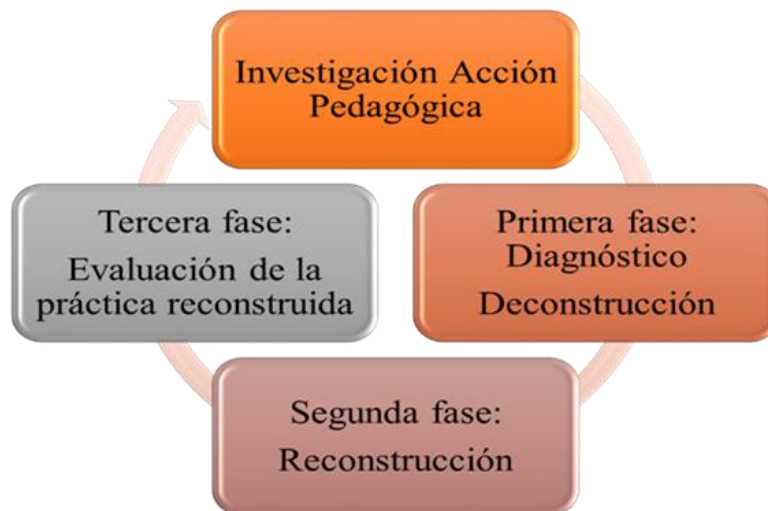 Investigación Acción
Pedagógica
Primera fase:
Diagnóstico
Deconstrucción
Segunda fase:
Reconstrucción
Tercera fase:
Evaluación de la
práctica reconstruida